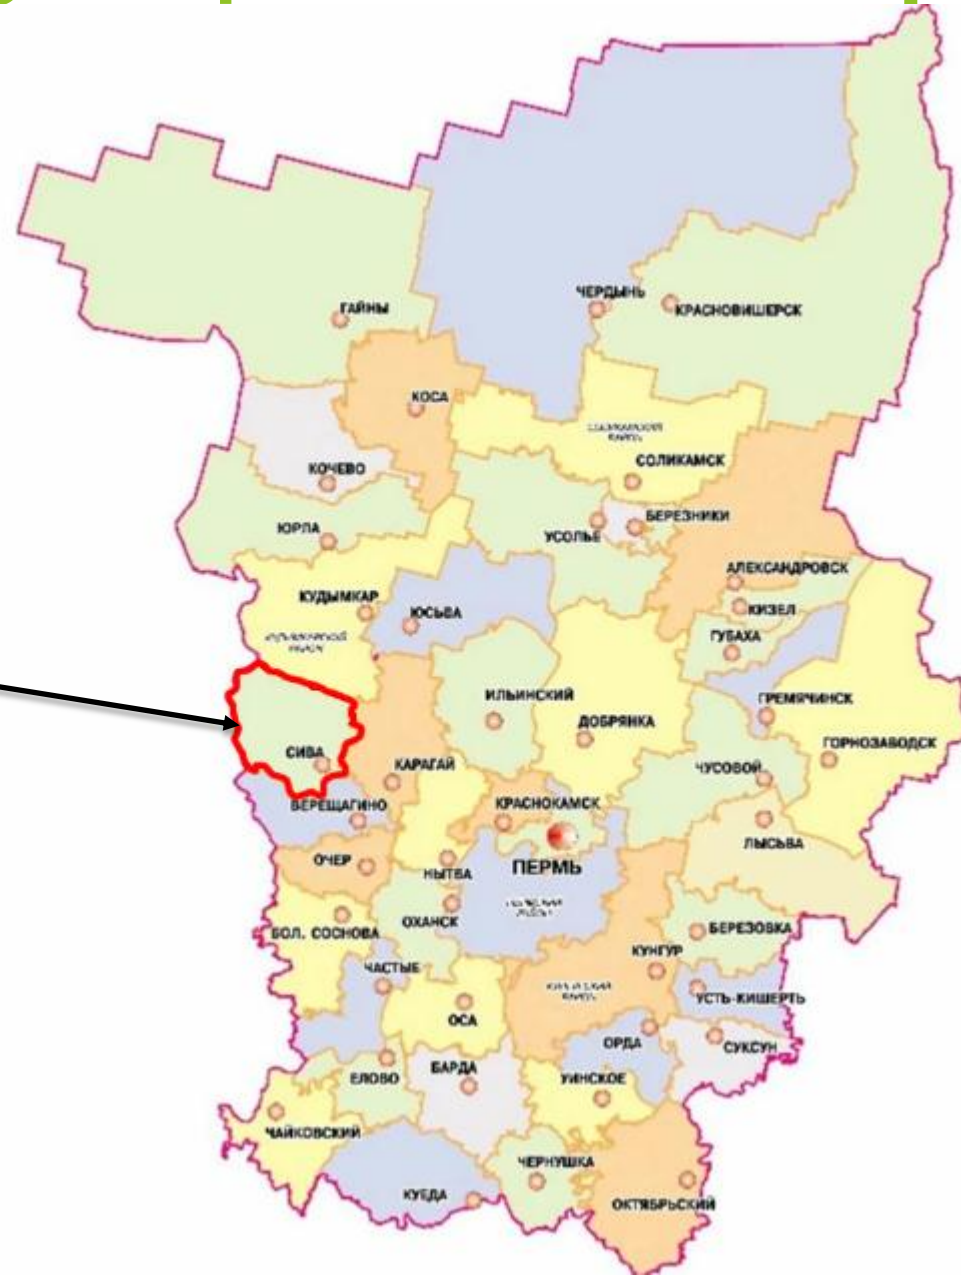 ГАЙНЫ
ЧЕРДЫНЬ
КРАСНОВИШЕРСК
КОСА
СОЛИКАМСК
КОЧЕВО
БЕРЕЗНИКИ
ЮРЛА
УСОЛЬЕ
АЛЕКСАНДРОВСК
КУДЫМКАР
КИЗЕЛ
ЮСЬВА
ГУБАХА
ИЛЬИНСКИЙ
ГРЕМЯЧИНСК
ДОБРЯНКА
ГОРНОЗАВОДСК
СИВА
КАРАГАЙ
ЧУСОВОЙ
ВЕРЕЩАГИНО
КРАСНОКАМСК
ЛЫСЬВА
ОЧЕР
НЫТВА
ПЕРМЬ
ОХАНСК
БЕРЕЗОВКА
БОЛ. СОСНОВА
КУНГУР
ЧАСТЫЕ
УСТЬ-КИШЕРТЬ
ОСА
ОРДА
СУКСУН
ЕЛОВО
БАРДА
УИНСКОЕ
ЧАЙКОВСКИЙ
ЧЕРНУШКА
КУЕДА
ОКТЯБРЬСКИЙ